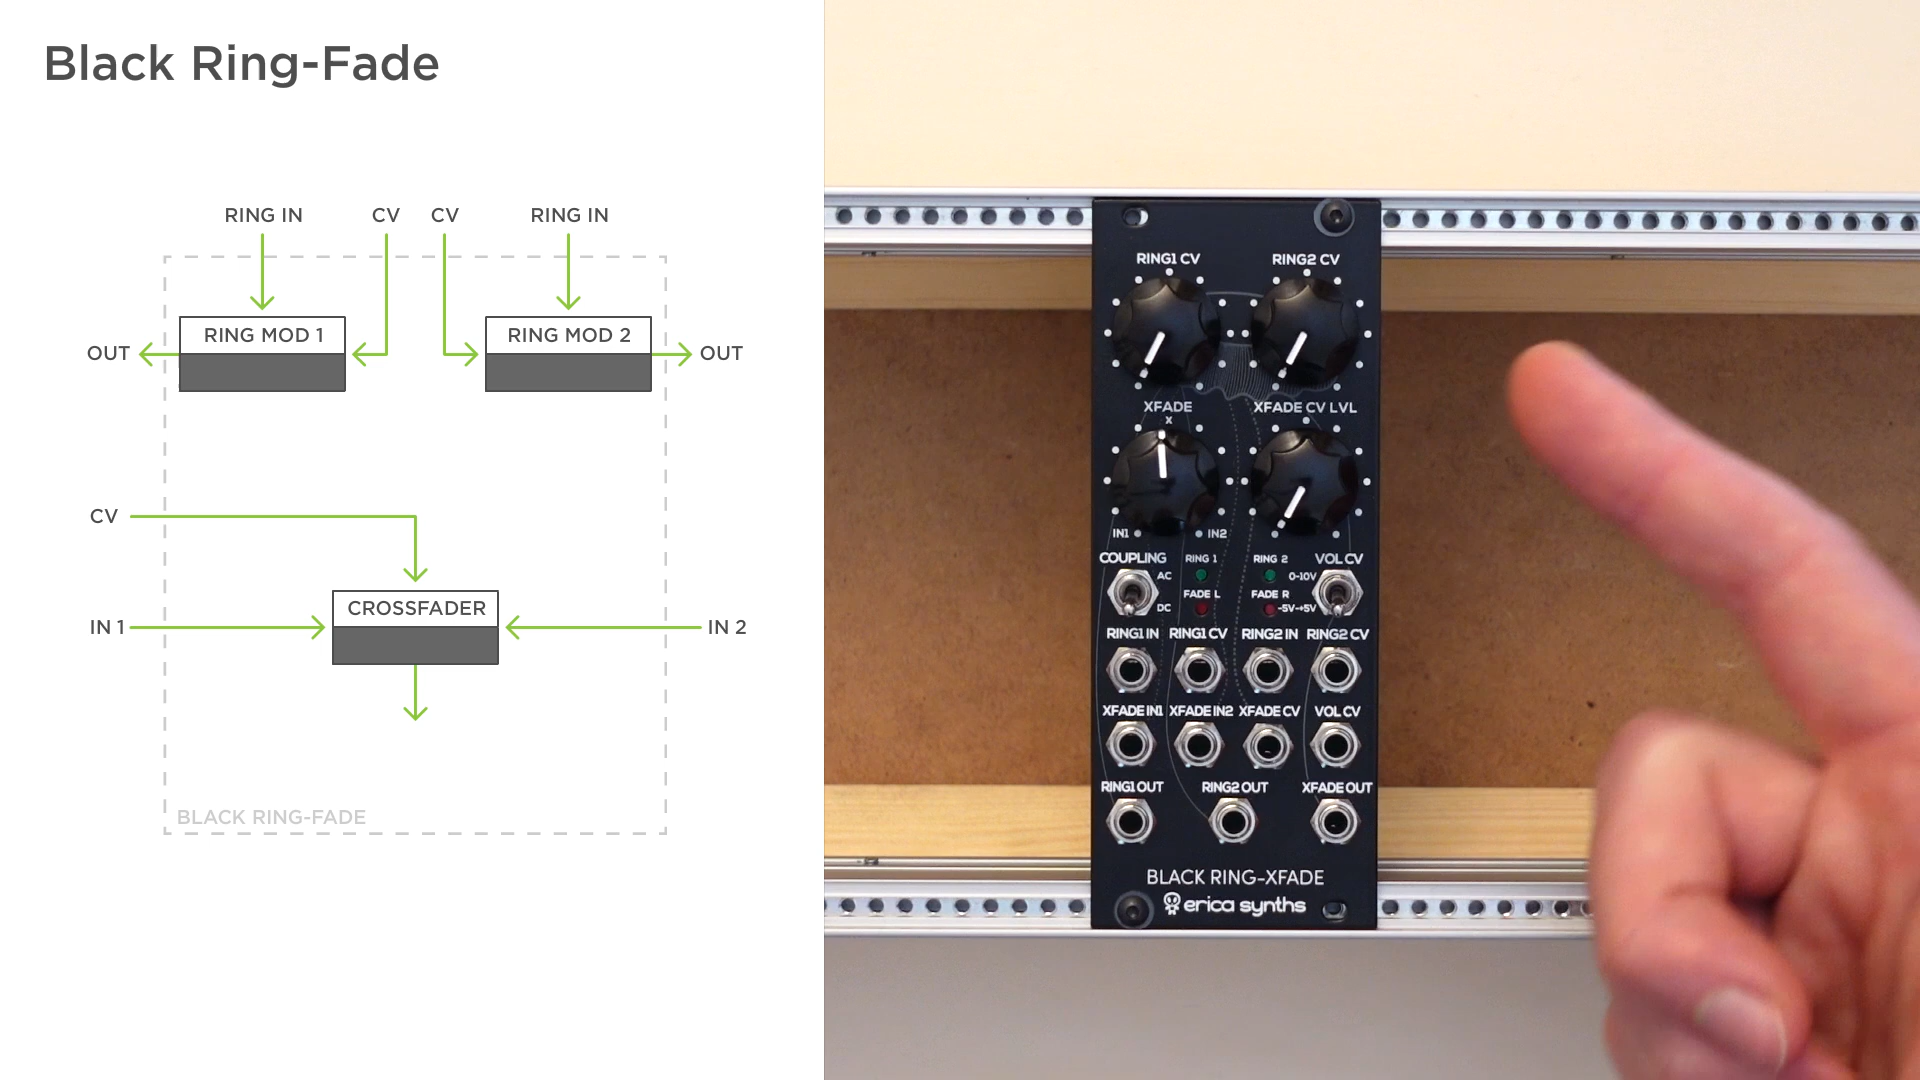 Black Ring-Fade
RING IN
CV
CV
RING IN
RING MOD 1
RING MOD 2
OUT
OUT
CV
CROSSFADER
IN 1
IN 2
BLACK RING-FADE
RING1 CV
RING2 CV
XFADE
X
XFADE CV LVL
IN1
IN2
COUPLING
RING 1
RING 2
VOL CV
AC
0-10V
FADE L
FADE R
DC
-5V-+5V
RING1 IN
RING1 CV
RING2 IN
RING2 CV
XFADE IN1
XFADE IN2
XFADE CV
VOL CV
RING1 OUT
RING2 OUT
XFADE OUT
BLACK RING-XFADE
erica synths